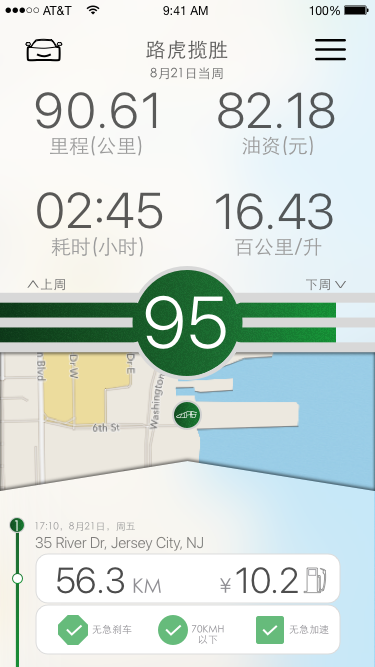 AT&T 9:41 AM 100%
路虎揽胜
8月21日当周
90.61 82.18
里程(公里) 油资(元)
02:45 16.43
耗时(小时) 百公里/升
上周 下周
95
n Blvd Dr W Dr E Washington
6th St
1 17:10, 8月21日, 周五
35 River Dr, Jersey City, NJ
56.3 KM ¥10.2
无急刹车 70KMH 无急加速
以下